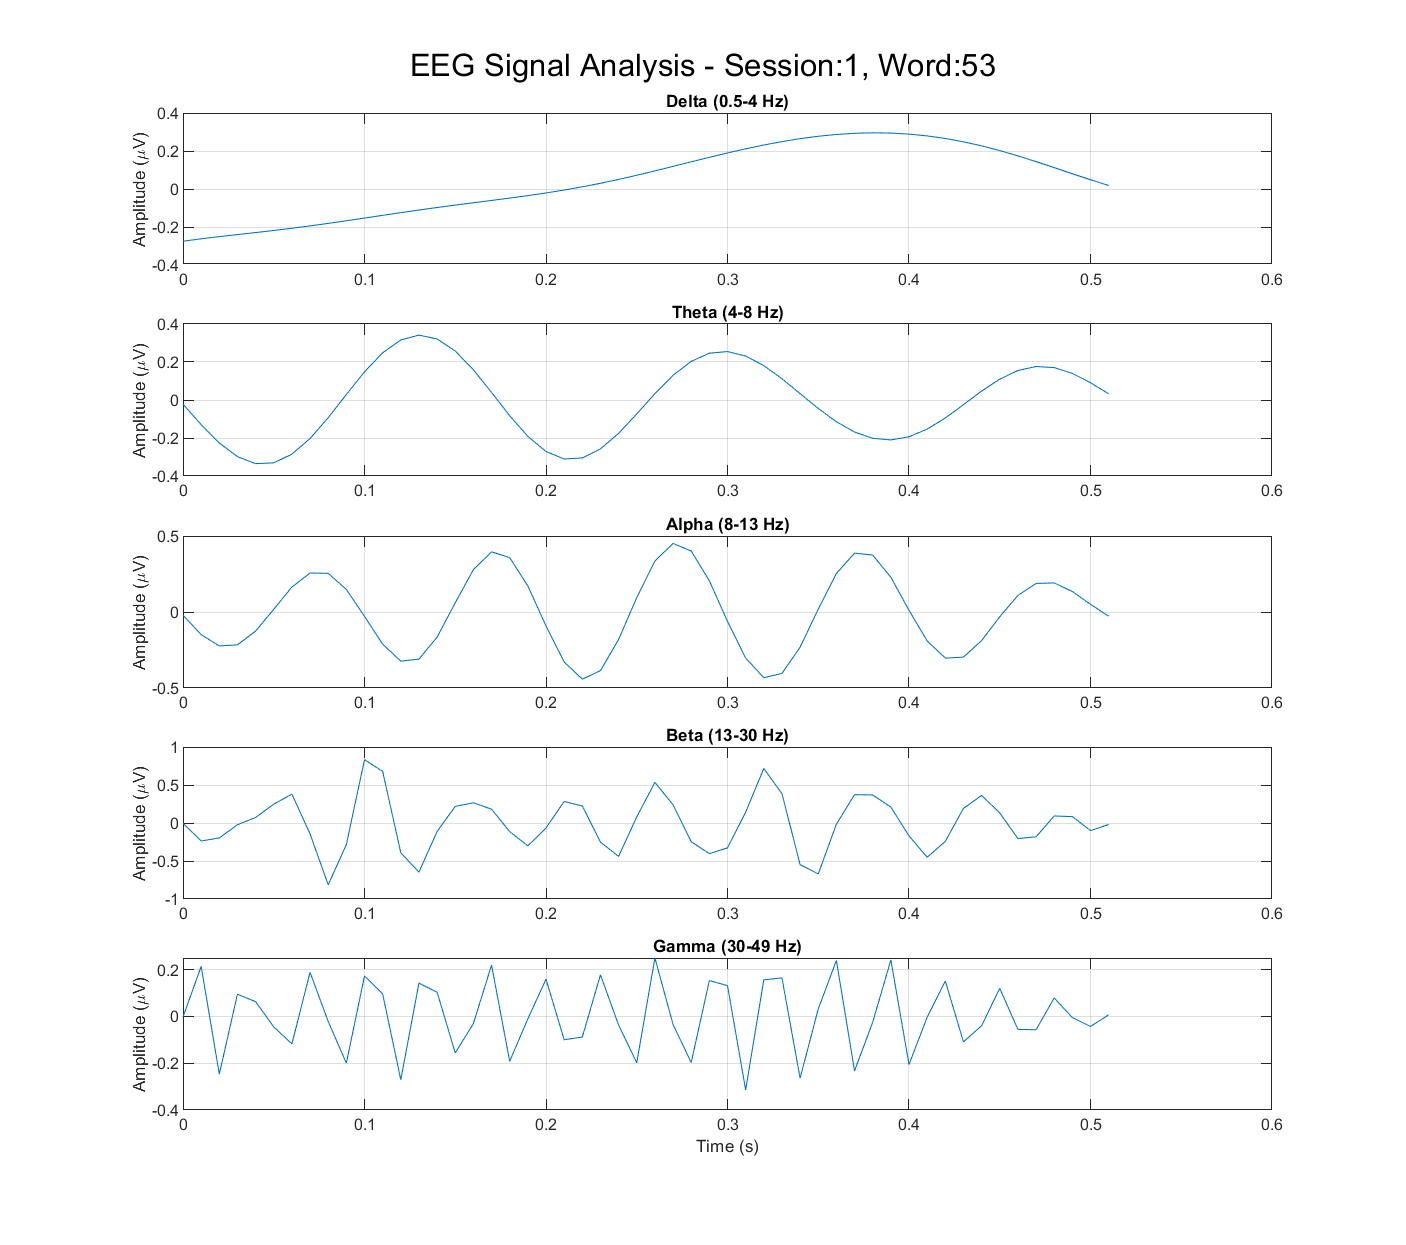 EEG Signal Analysis - Session:1, Word:53
Delta (0.5-4 Hz)
Amplitude (μV)
0.4
0.2
0
-0.2
-0.4
0 0.1 0.2 0.3 0.4 0.5 0.6
Theta (4-8 Hz)
Amplitude (μV)
0.4
0.2
0
-0.2
-0.4
0 0.1 0.2 0.3 0.4 0.5 0.6
Alpha (8-13 Hz)
Amplitude (μV)
0.5
0
-0.5
0 0.1 0.2 0.3 0.4 0.5 0.6
Beta (13-30 Hz)
Amplitude (μV)
1
0.5
0
-0.5
-1
0 0.1 0.2 0.3 0.4 0.5 0.6
Gamma (30-49 Hz)
Amplitude (μV)
0.2
0
-0.2
-0.4
0 0.1 0.2 0.3 0.4 0.5 0.6
Time (s)